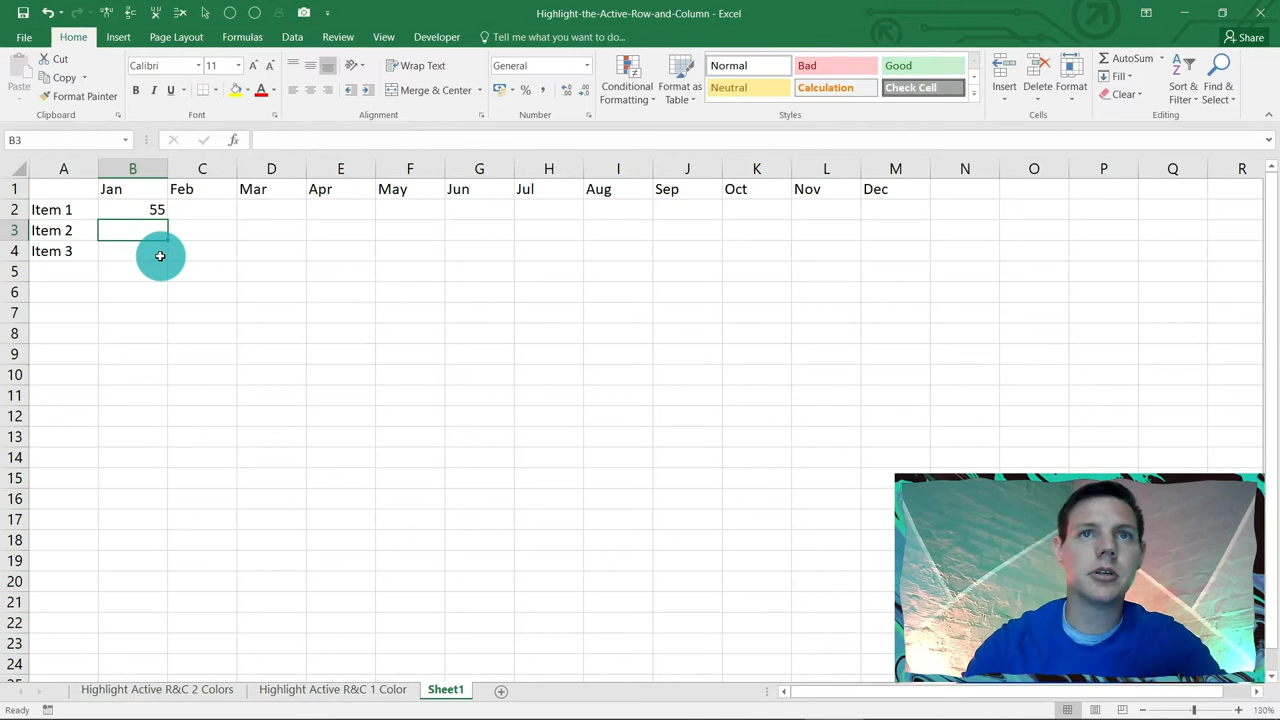 Highlight-the-Active-Row-and-Column - Excel
File Home Insert Page Layout Formulas Data Review View Developer Tell me what you want to do... Share
Paste
Cut
Copy
Format Painter
Clipboard
Calibri 11
B I U
Font
Wrap Text
Merge & Center
Alignment
General
%
Number
Conditional Formatting
Format as Table
Normal Bad Good
Neutral Calculation Check Cell
Styles
Insert Delete Format
Cells
AutoSum
Fill
Clear
Sort & Filter
Find & Select
Editing
B3 fx
A B C D E F G H I J K L M N O P Q R
1 Jan Feb Mar Apr May Jun Jul Aug Sep Oct Nov Dec
2 Item 1 55
3 Item 2
4 Item 3
5
6
7
8
9
10
11
12
13
14
15
16
17
18
19
20
21
22
23
24
Highlight Active R&C 2 Colors Highlight Active R&C 1 Color Sheet1
Ready 130%